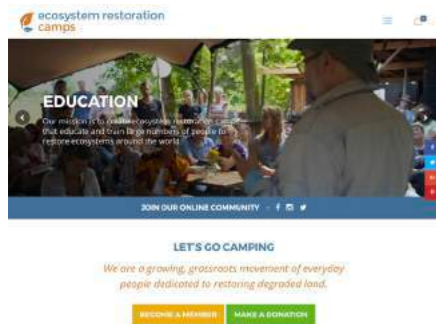 ecosystem restoration
camps
EDUCATION
Our mission is to create ecosystem restoration camps
that educate and train large numbers of people to
restore ecosystems around the world
JOIN OUR ONLINE COMMUNITY
LET'S GO CAMPING
We are a growing, grassroots movement of everyday
people dedicated to restoring degraded land.
BECOME A MEMBER
MAKE A DONATION